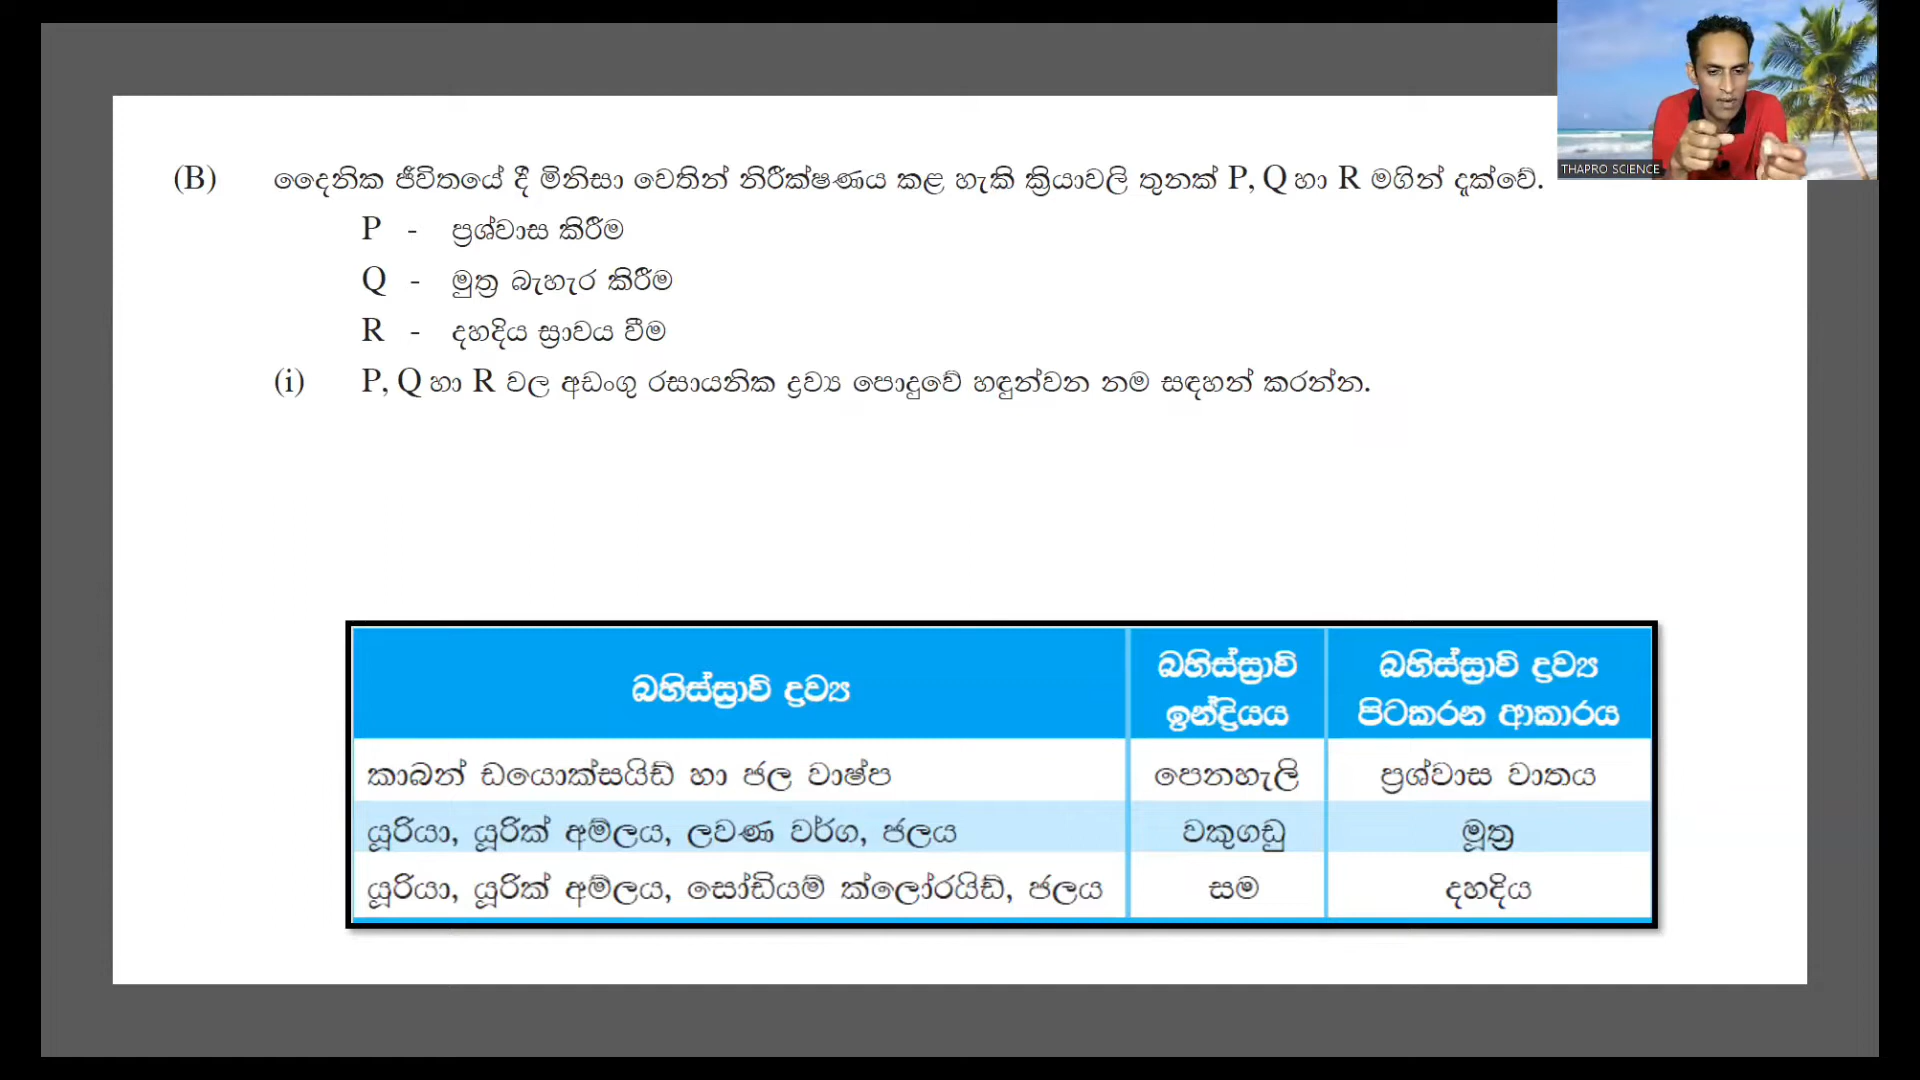 THAPRO SCIENCE
(B) දෛනික ජීවිතයේ දී මිනිසා වෙතින් නිරීක්ෂණය කළ හැකි ක්‍රියාවලි තුනක් P, Q හා R මගින් දැක්වේ.
P - ප්‍රශ්වාස කිරීම
Q - මුත්‍ර බැහැර කිරීම
R - දහදිය ස්‍රාවය වීම
(i) P, Q හා R වල අඩංගු රසායනික ද්‍රව්‍ය පොදුවේ හඳුන්වන නම සඳහන් කරන්න.
බහිස්ස්‍රාවී ද්‍රව්‍ය
බහිස්ස්‍රාවී
ඉන්ද්‍රියය
බහිස්ස්‍රාවී ද්‍රව්‍ය
පිටකරන ආකාරය
කාබන් ඩයොක්සයිඩ් හා ජල වාෂ්ප පෙනහැලි ප්‍රශ්වාස වාතය
යූරියා, යූරික් අම්ලය, ලවණ වර්ග, ජලය වකුගඩු මූත්‍ර
යූරියා, යූරික් අම්ලය, සෝඩියම් ක්ලෝරයිඩ්, ජලය සම දහදිය